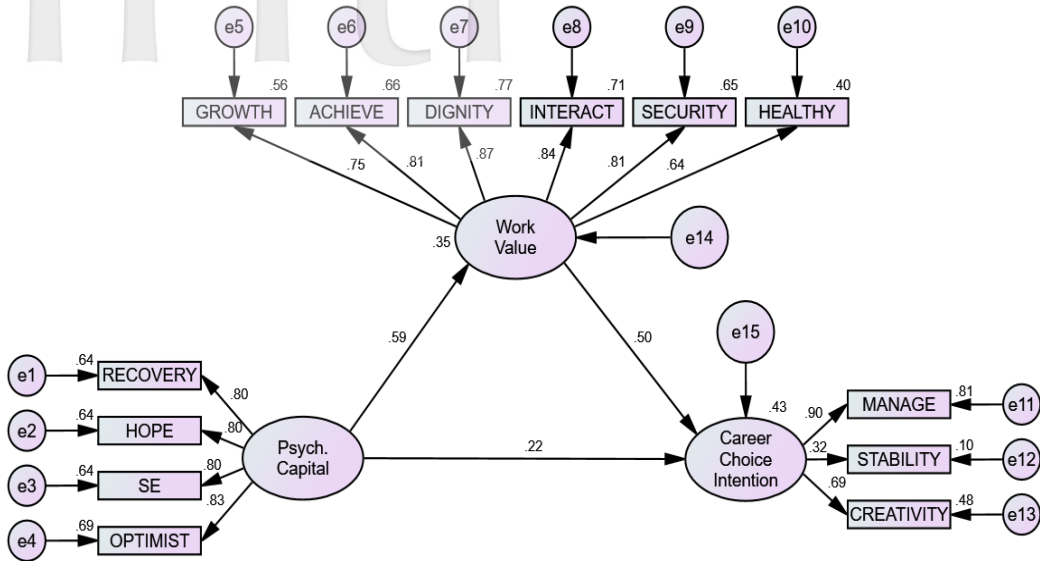 e5 e6 e7 e8 e9 e10
.56 .66 .77 .71 .65 .40
GROWTH ACHIEVE DIGNITY INTERACT SECURITY HEALTHY
.75 .81 .87 .84 .81 .64
Work
Value
.35
e14
.59
.50
e15
e1
.64
RECOVERY
.80
e2
.64
HOPE
.80
e3
.64
SE
.80
e4
.69
OPTIMIST
.83
Psych.
Capital
.22
.43
Career
Choice
Intention
.90
MANAGE
.81
e11
.32
STABILITY
.10
e12
.69
CREATIVITY
.48
e13